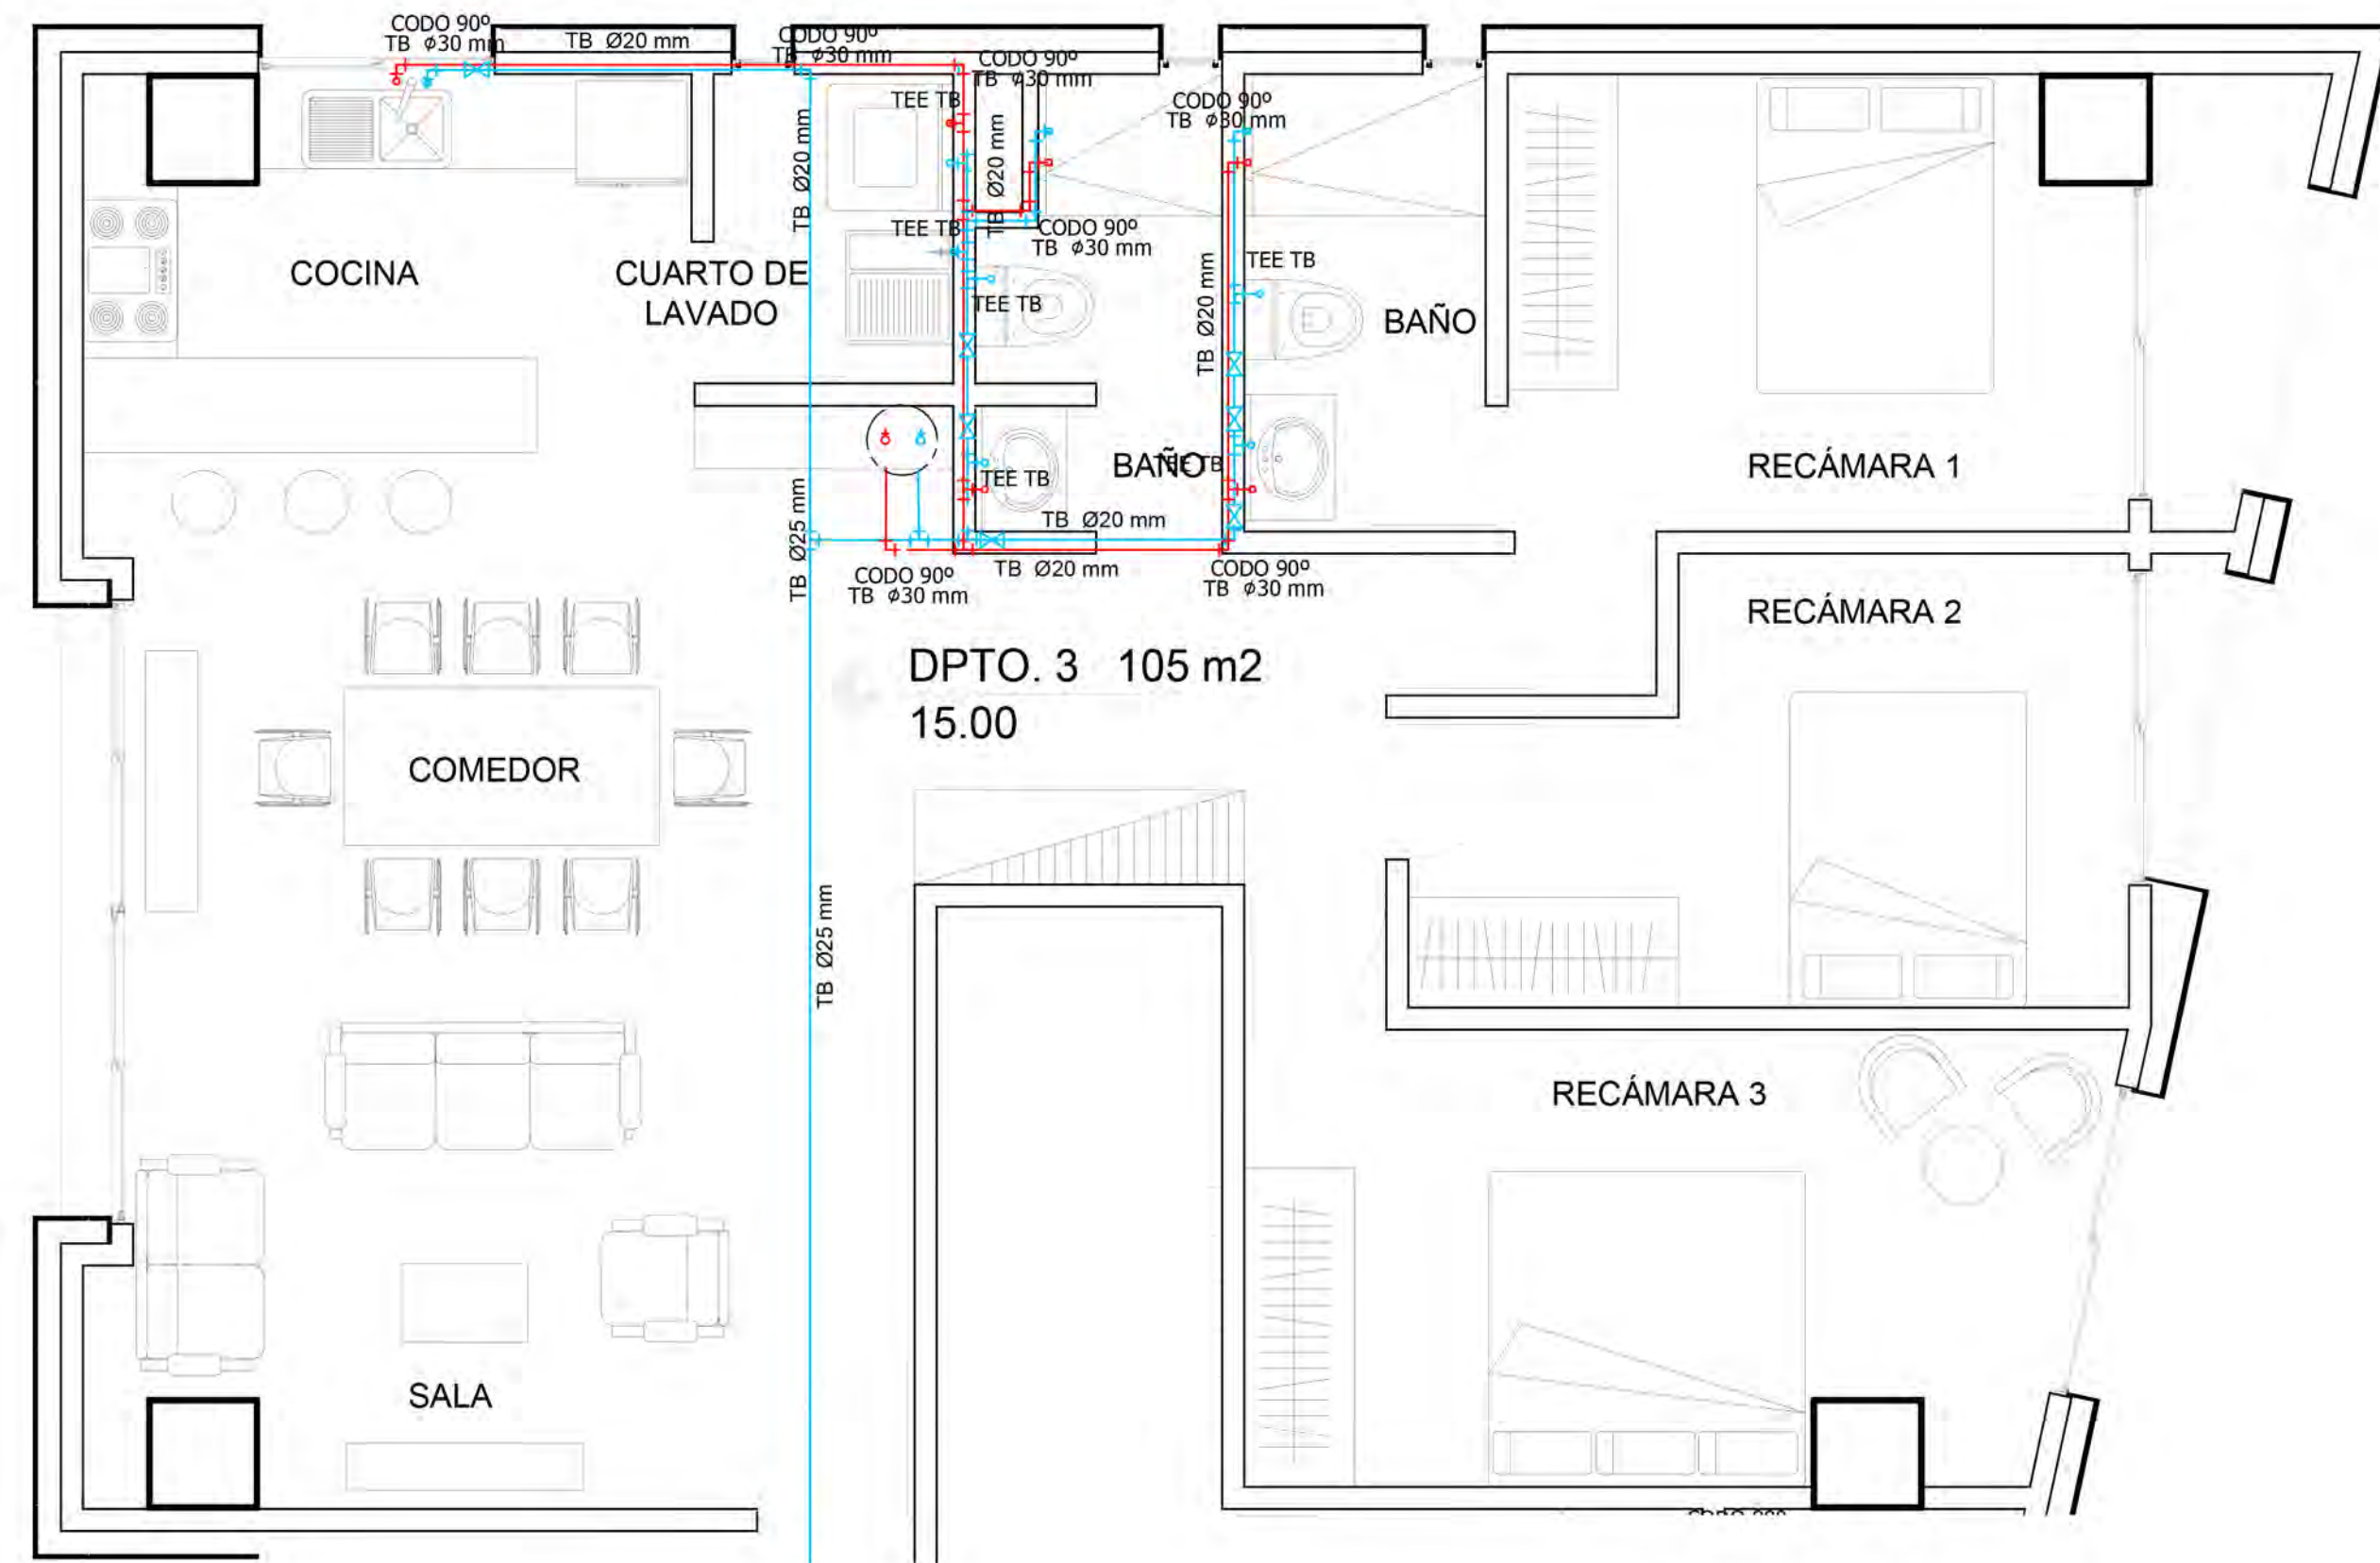 CODO 90º
TB ø30 mm
TB Ø20 mm
CODO 90º
TB ø30 mm
CODO 90º
TB ø30 mm
TEE TB
CODO 90º
TB ø30 mm
TB Ø20 mm
TB Ø20 mm
TEE TB
CODO 90º
TB ø30 mm
COCINA
CUARTO DE
LAVADO
TEE TB
TEE TB
TB Ø20 mm
BAÑO
BAÑO
TEE TB
RECÁMARA 1
TEE TB
TB Ø25 mm
TB Ø20 mm
CODO 90º
TB ø30 mm
TB Ø20 mm
CODO 90º
TB ø30 mm
RECÁMARA 2
DPTO. 3 105 m2
15.00
COMEDOR
TB Ø25 mm
RECÁMARA 3
SALA